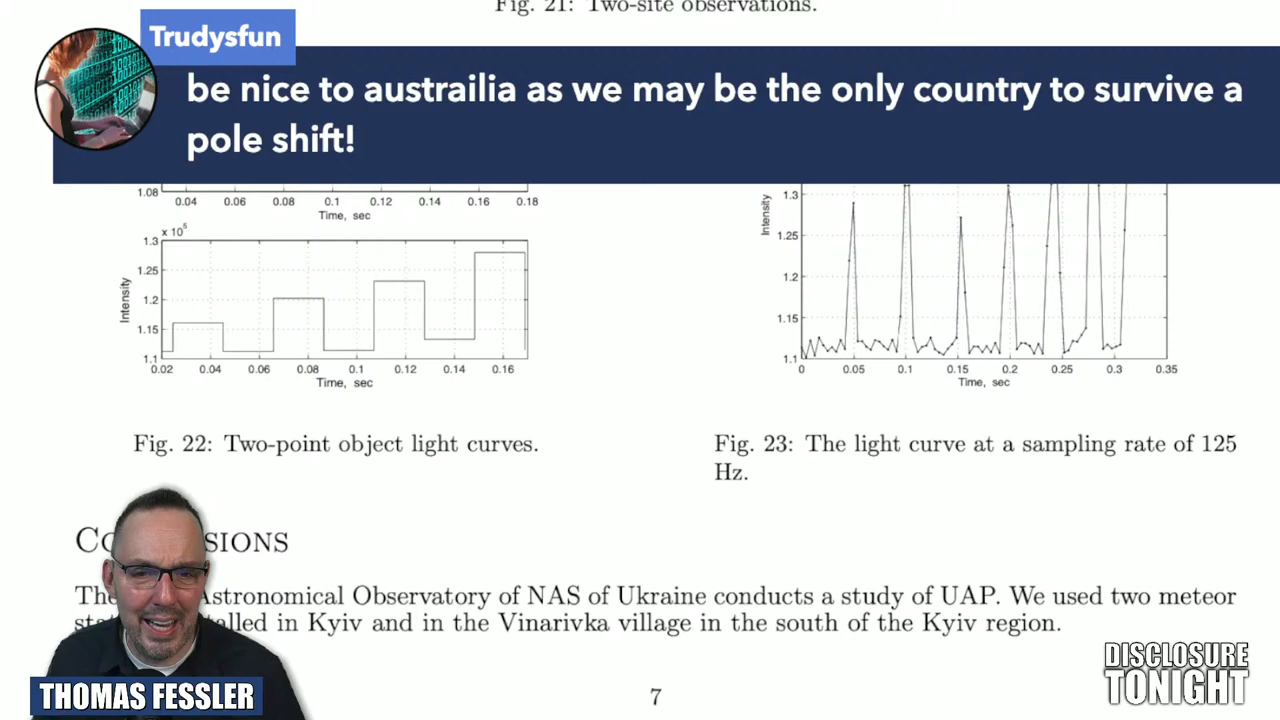 Fig. 21: Two-site observations.
Trudysfun
be nice to austrailia as we may be the only country to survive a
pole shift!
1.08
0.04 0.06 0.08 0.1 0.12 0.14 0.16 0.18
Time, sec
x 10⁵
1.3
1.25
1.2
1.15
1.1
Intensity
0.02 0.04 0.06 0.08 0.1 0.12 0.14 0.16
Time, sec
1.3
1.25
1.2
1.15
1.1
Intensity
0 0.05 0.1 0.15 0.2 0.25 0.3 0.35
Time, sec
Fig. 22: Two-point object light curves.
Fig. 23: The light curve at a sampling rate of 125
Hz.
Co SIONS
The Astronomical Observatory of NAS of Ukraine conducts a study of UAP. We used two meteor
sta alled in Kyiv and in the Vinarivka village in the south of the Kyiv region.
7
THOMAS FESSLER
DISCLOSURE
TONIGHT